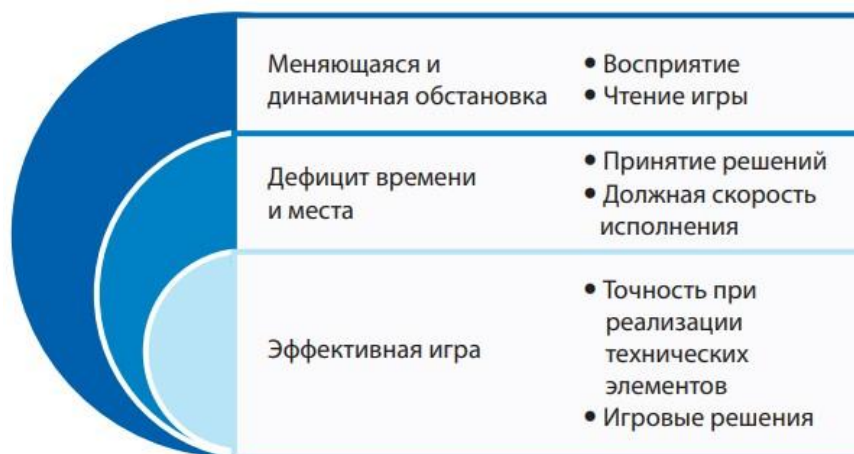 Меняющаяся и
динамичная обстановка
• Восприятие
• Чтение игры
Дефицит времени
и места
• Принятие решений
• Должная скорость
исполнения
Эффективная игра
• Точность при
реализации
технических
элементов
• Игровые решения